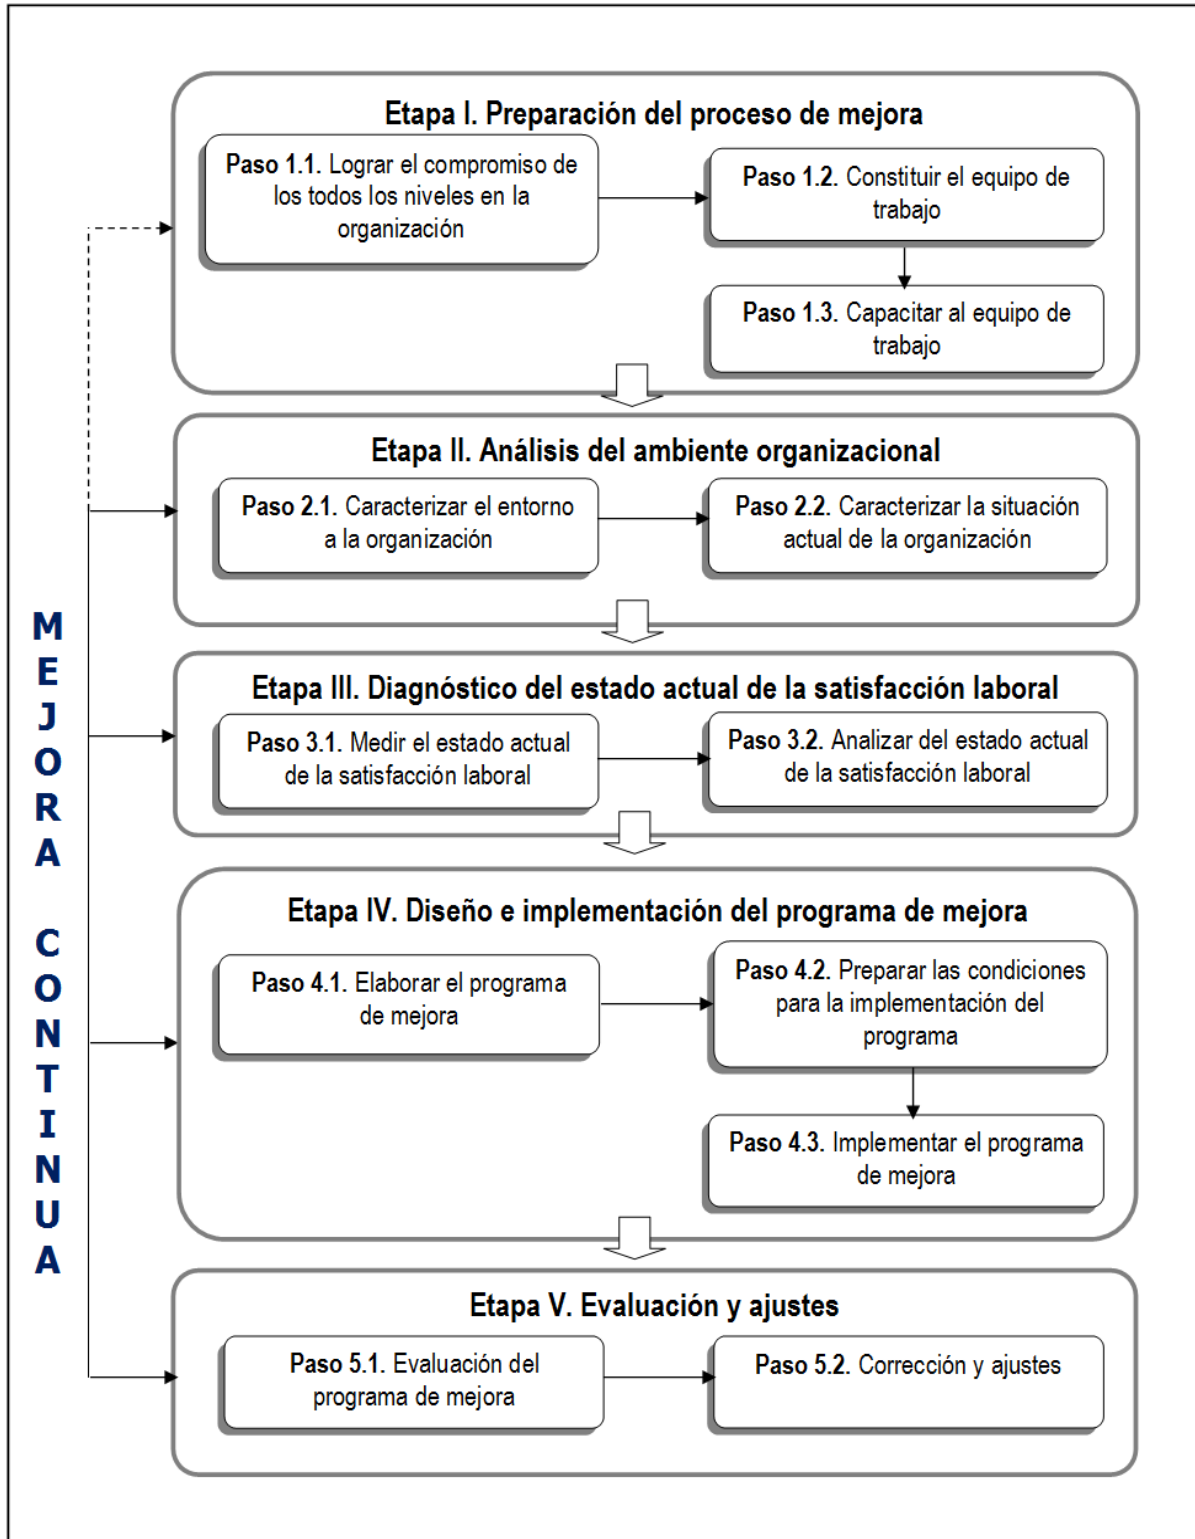 Etapa I. Preparación del proceso de mejora
Paso 1.1. Lograr el compromiso de
los todos los niveles en la
organización
Paso 1.2. Constituir el equipo de
trabajo
Paso 1.3. Capacitar al equipo de
trabajo
Etapa II. Análisis del ambiente organizacional
Paso 2.1. Caracterizar el entorno
a la organización
Paso 2.2. Caracterizar la situación
actual de la organización
Etapa III. Diagnóstico del estado actual de la satisfacción laboral
Paso 3.1. Medir el estado actual
de la satisfacción laboral
Paso 3.2. Analizar del estado actual
de la satisfacción laboral
Etapa IV. Diseño e implementación del programa de mejora
Paso 4.1. Elaborar el programa
de mejora
Paso 4.2. Preparar las condiciones
para la implementación del
programa
Paso 4.3. Implementar el programa
de mejora
Etapa V. Evaluación y ajustes
Paso 5.1. Evaluación del
programa de mejora
Paso 5.2. Corrección y ajustes
MEJORA CONTINUA